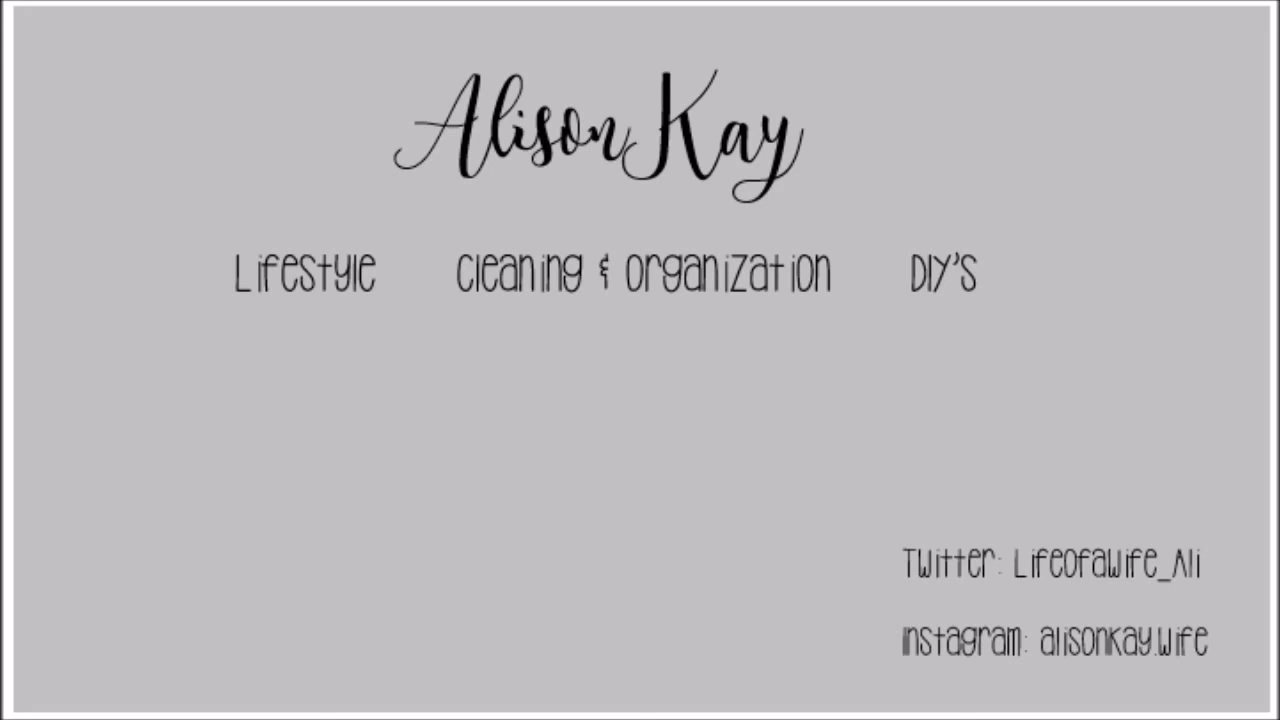 Alison Kay
Lifestyle Cleaning & Organization DIY's
Twitter: LifeOfaWife_Ali
Instagram: alisonkay.wife